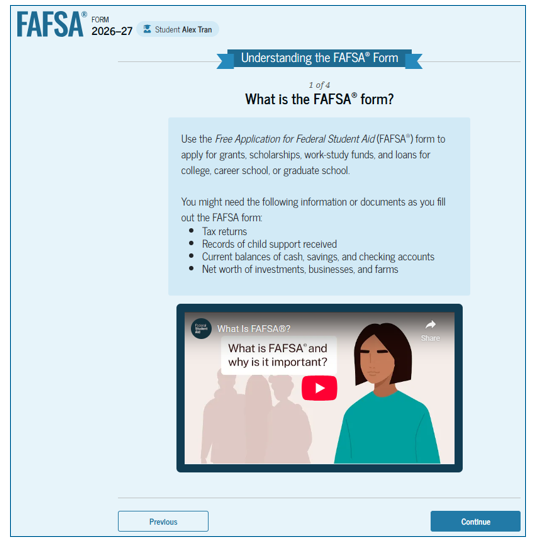 FAFSA®
FORM
2026–27
Student Alex Tran
Understanding the FAFSA® Form
1 of 4
What is the FAFSA® form?
Use the Free Application for Federal Student Aid (FAFSA®) form to
apply for grants, scholarships, work-study funds, and loans for
college, career school, or graduate school.
You might need the following information or documents as you fill
out the FAFSA form:
• Tax returns
• Records of child support received
• Current balances of cash, savings, and checking accounts
• Net worth of investments, businesses, and farms
What Is FAFSA®?
Share
What is FAFSA® and
why is it important?
Previous
Continue